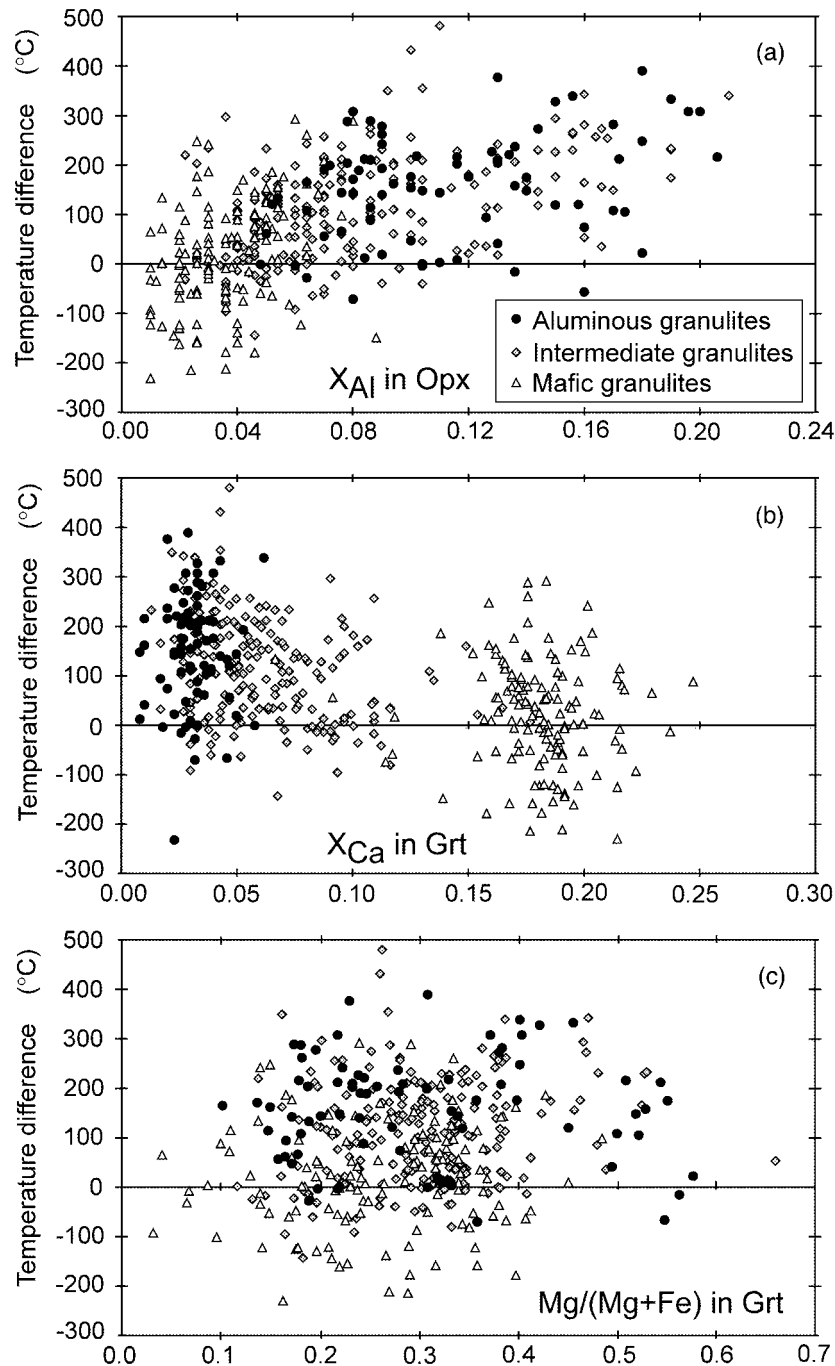 500
(a)
400
300
200
100
0
-100
-200
-300
Temperature difference (°C)
Aluminous granulites
Intermediate granulites
Mafic granulites
XAl in Opx
0.00 0.04 0.08 0.12 0.16 0.20 0.24
500
(b)
400
300
200
100
0
-100
-200
-300
Temperature difference (°C)
XCa in Grt
0.00 0.05 0.10 0.15 0.20 0.25 0.30
500
(c)
400
300
200
100
0
-100
-200
-300
Temperature difference (°C)
Mg/(Mg+Fe) in Grt
0.0 0.1 0.2 0.3 0.4 0.5 0.6 0.7